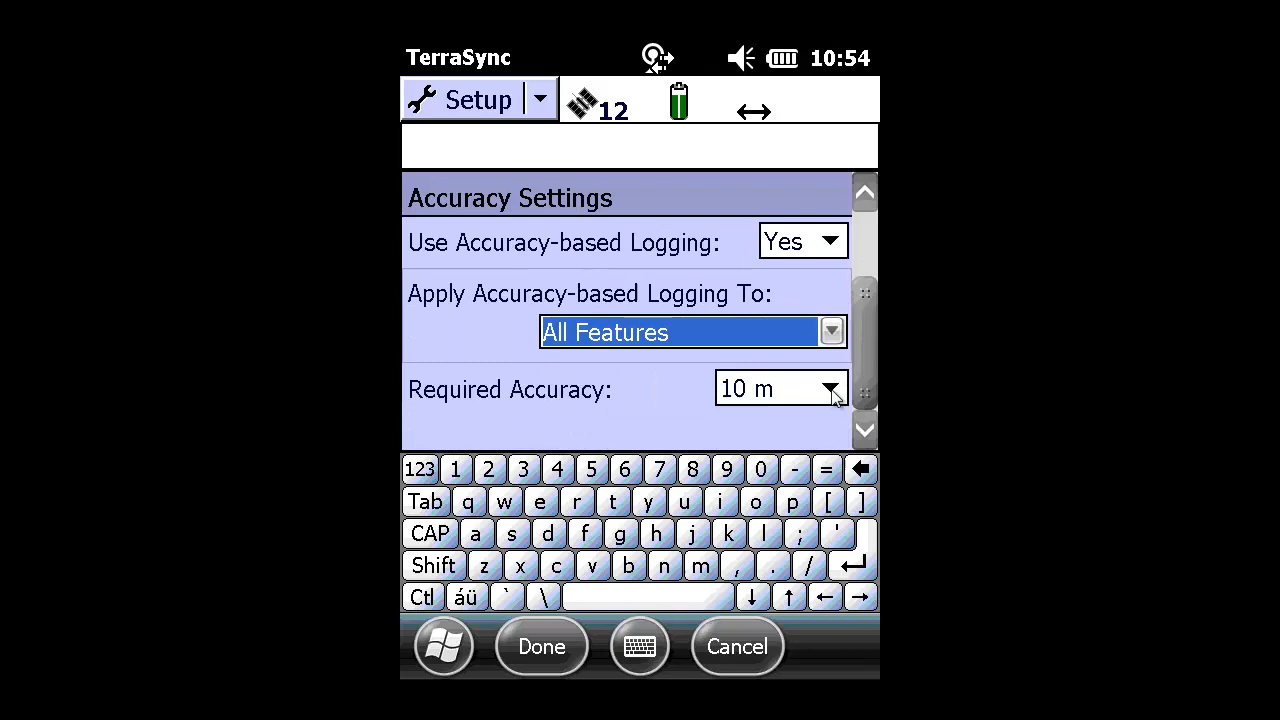 TerraSync 10:54
Setup 12
Accuracy Settings
Use Accuracy-based Logging: Yes
Apply Accuracy-based Logging To:
All Features
Required Accuracy: 10 m
123 1 2 3 4 5 6 7 8 9 0 - =
Tab q w e r t y u i o p [ ]
CAP a s d f g h j k l ; '
Shift z x c v b n m , . /
Ctl áü ` \
Done Cancel